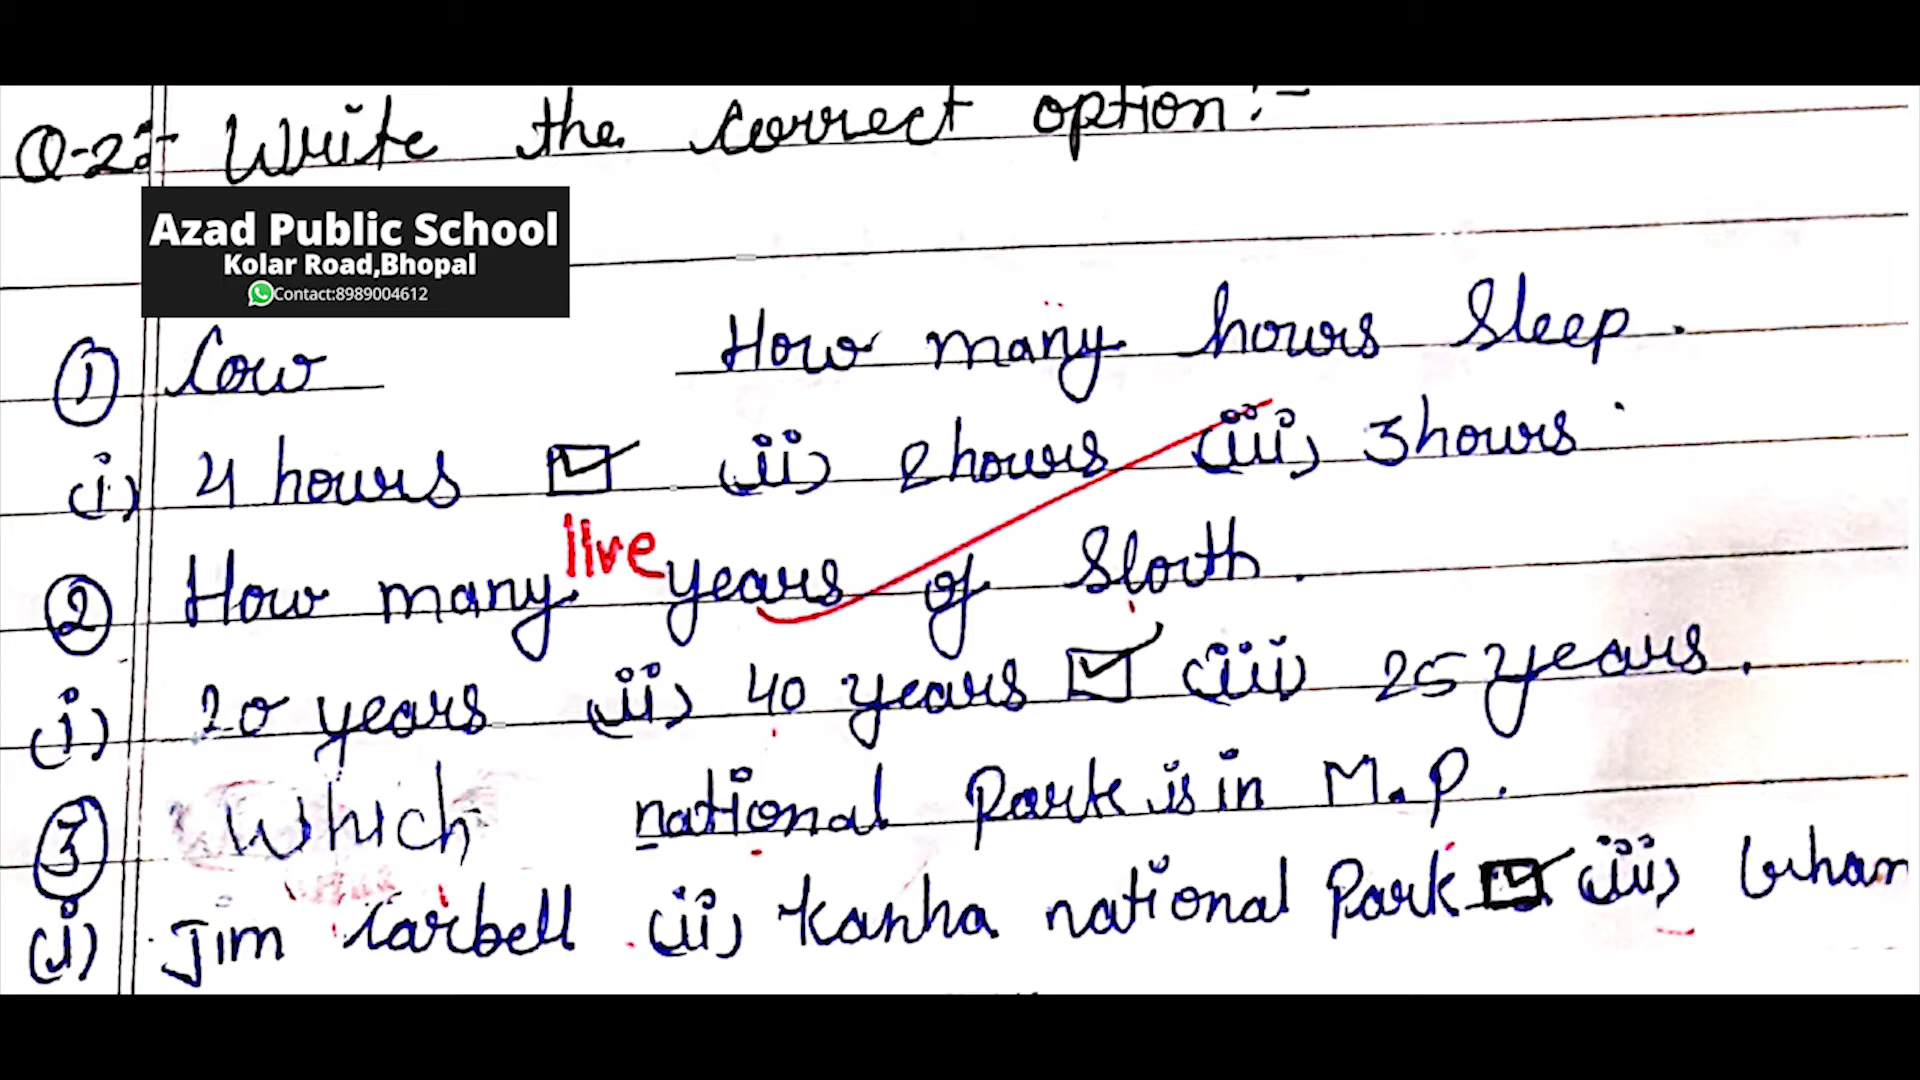 Q-2:- Write the correct option:-
Azad Public School
Kolar Road,Bhopal
Contact:8989004612
① Cow How many hours Sleep.
(i) 4 hours ☑ (ii) 2 hours (iii) 3 hours.
② How many live years of Slouth.
(i) 20 years (ii) 40 years ☑ (iii) 25 years.
③ Which national Park is in M.P.
(i) Jim Carbell (ii) Kanha national Park ☑ (iii)